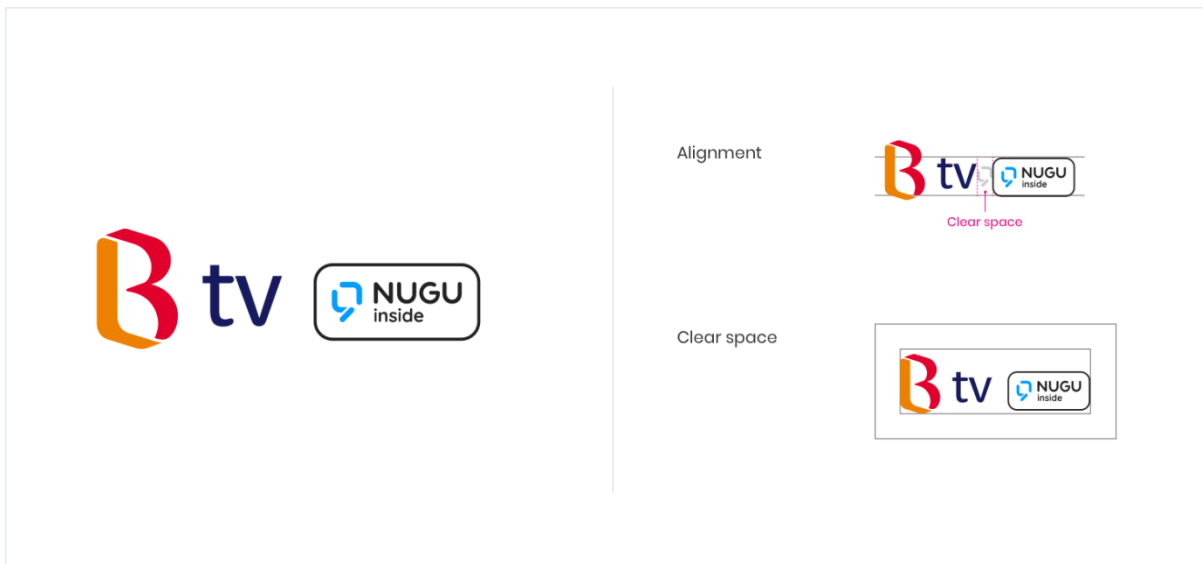 B tv
NUGU
inside
Alignment
B tv
NUGU
inside
Clear space
Clear space
B tv
NUGU
inside